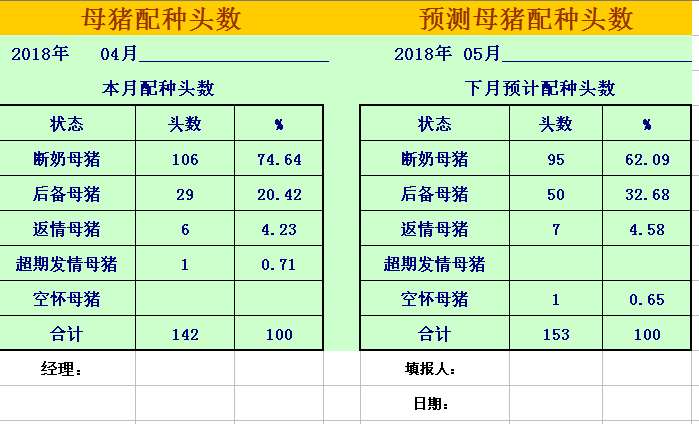 母猪配种头数 预测母猪配种头数
2018年 04月 2018年 05月
本月配种头数 下月预计配种头数
状态 头数 % 状态 头数 %
断奶母猪 106 74.64 断奶母猪 95 62.09
后备母猪 29 20.42 后备母猪 50 32.68
返情母猪 6 4.23 返情母猪 7 4.58
超期发情母猪 1 0.71 超期发情母猪
空怀母猪 空怀母猪 1 0.65
合计 142 100 合计 153 100
经理： 填报人：
日期：